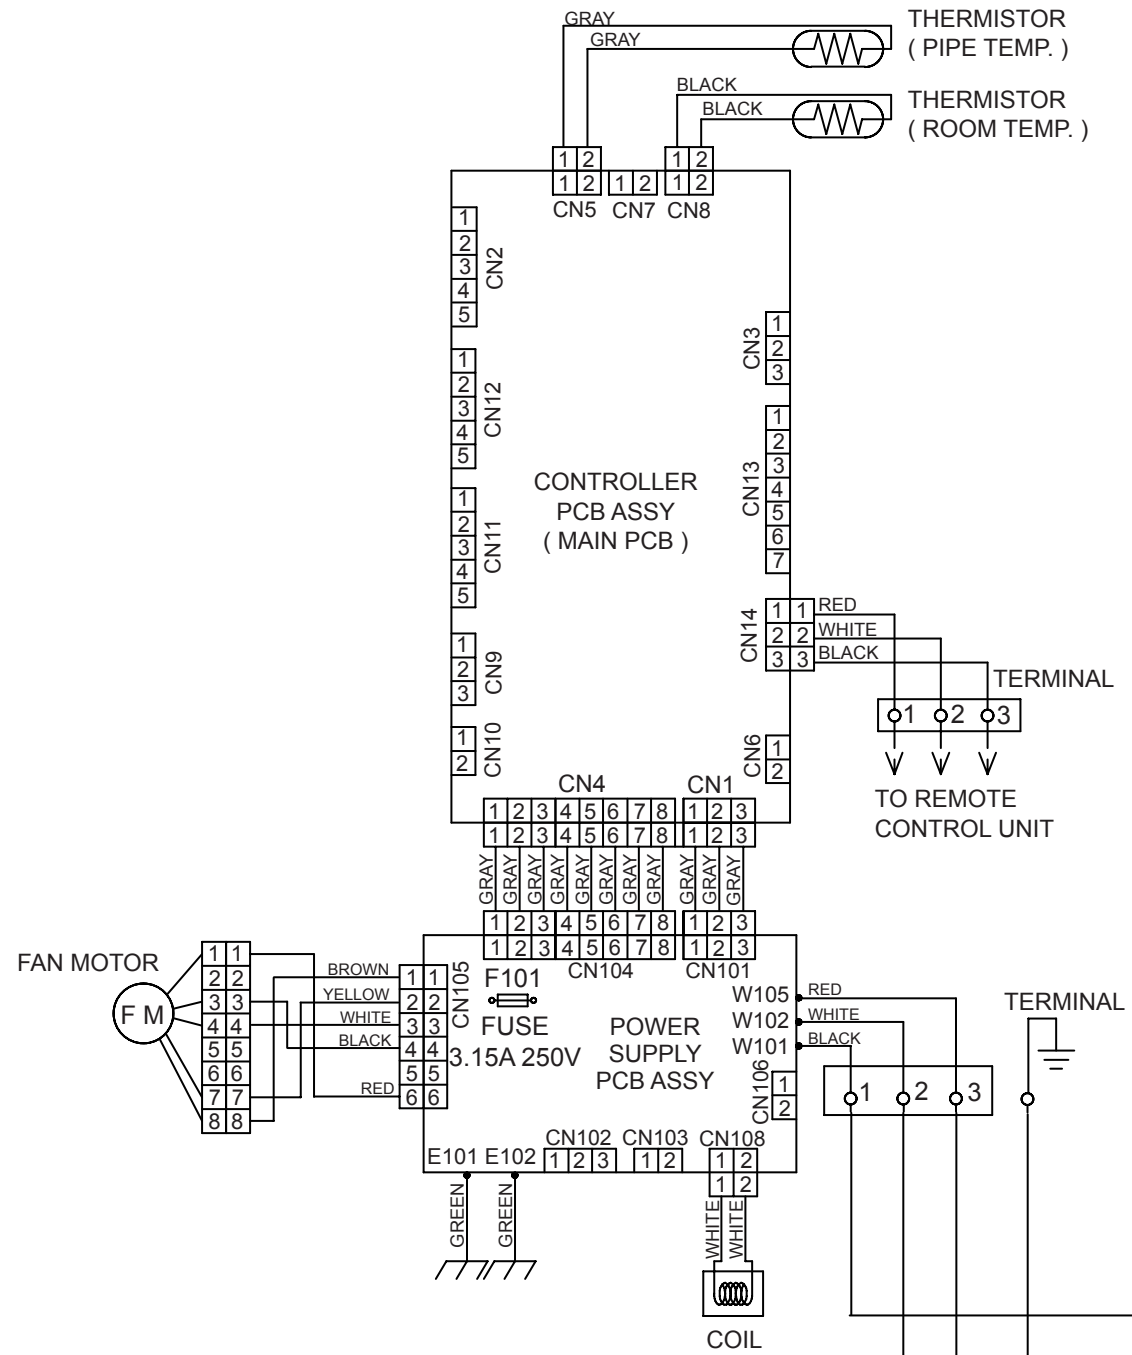 GRAY
THERMISTOR
GRAY
( PIPE TEMP. )
BLACK
THERMISTOR
BLACK
( ROOM TEMP. )
1 2 1 2
1 2 1 2 1 2
CN5 CN7 CN8
1
2
3
4
5
CN2
1
2
3
CN3
1
2
3
4
5
CN12
1
2
3
4
5
6
7
CN13
CONTROLLER
PCB ASSY
( MAIN PCB )
1
2
3
4
5
CN11
1 1 RED
2 2 WHITE
3 3 BLACK
CN14
1
2
3
CN9
TERMINAL
1 2 3
1
2
CN10
1
2
CN6
TO REMOTE
CONTROL UNIT
CN4 CN1
1 2 3 4 5 6 7 8 1 2 3
1 2 3 4 5 6 7 8 1 2 3
GRAY GRAY GRAY GRAY GRAY GRAY GRAY GRAY GRAY GRAY GRAY
1 2 3 4 5 6 7 8 1 2 3
1 2 3 4 5 6 7 8 1 2 3
CN104 CN101
FAN MOTOR
F M
1 1
2 2
3 3
4 4
5 5
6 6
7 7
8 8
BROWN 1 1
YELLOW 2 2
WHITE 3 3
BLACK 4 4
5 5
RED 6 6
CN105
F101
FUSE
3.15A 250V
POWER
SUPPLY
PCB ASSY
W105 RED
W102 WHITE
W101 BLACK
TERMINAL
1 2 3
CN106
1
2
E101 E102
CN102 CN103 CN108
1 2 3 1 2 1 2
1 2
GREEN GREEN
WHITE WHITE
COIL